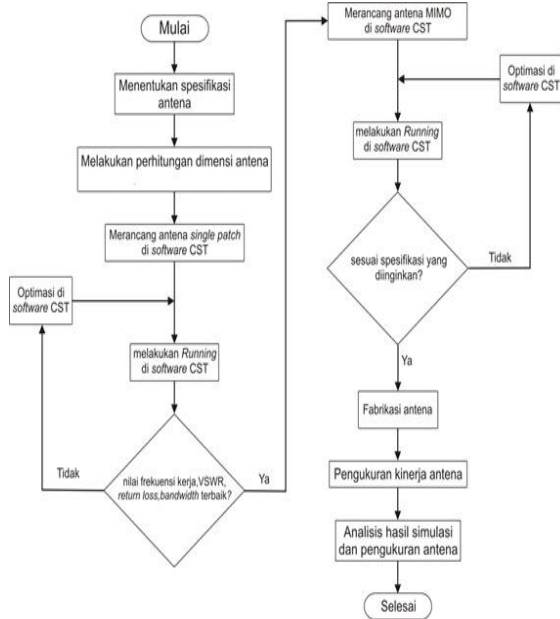 Mulai
Menentukan spesifikasi
antena
Melakukan perhitungan dimensi antena
Merancang antena single patch
di software CST
Optimasi di
software CST
melakukan Running
di software CST
Tidak
nilai frekuensi kerja,VSWR,
return loss,bandwidth terbaik?
Ya
Merancang antena MIMO
di software CST
Optimasi di
software CST
melakukan Running
di software CST
sesuai spesifikasi yang
diinginkan?
Tidak
Ya
Fabrikasi antena
Pengukuran kinerja antena
Analisis hasil simulasi
dan pengukuran antena
Selesai